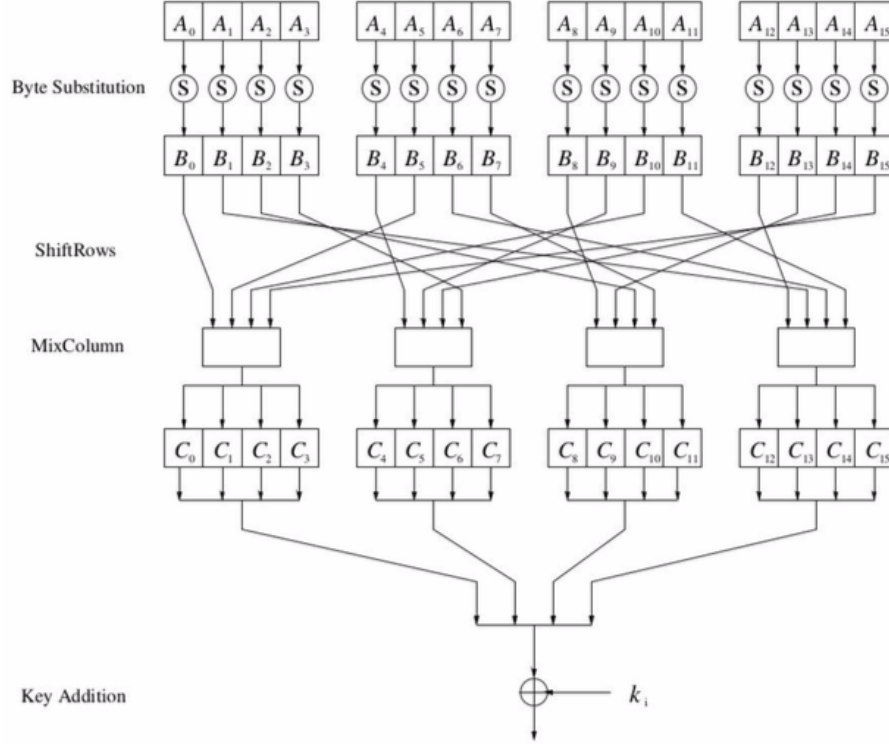 A₀ A₁ A₂ A₃ A₄ A₅ A₆ A₇ A₈ A₉ A₁₀ A₁₁ A₁₂ A₁₃ A₁₄ A₁₅
Byte Substitution S S S S S S S S S S S S S S S S
B₀ B₁ B₂ B₃ B₄ B₅ B₆ B₇ B₈ B₉ B₁₀ B₁₁ B₁₂ B₁₃ B₁₄ B₁₅
ShiftRows
MixColumn
C₀ C₁ C₂ C₃ C₄ C₅ C₆ C₇ C₈ C₉ C₁₀ C₁₁ C₁₂ C₁₃ C₁₄ C₁₅
Key Addition kᵢ